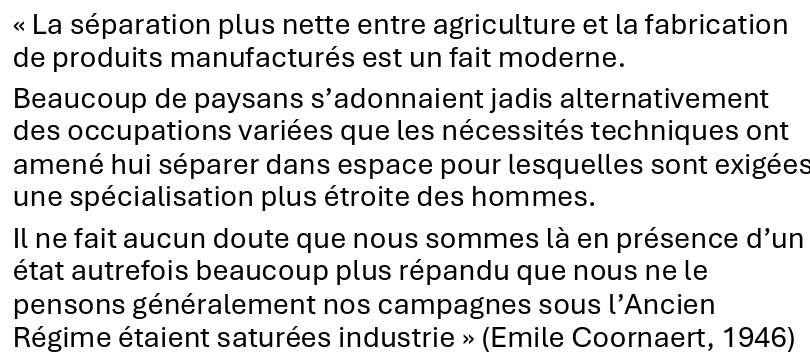 « La séparation plus nette entre agriculture et la fabrication
de produits manufacturés est un fait moderne.
Beaucoup de paysans s’adonnaient jadis alternativement
des occupations variées que les nécessités techniques ont
amené hui séparer dans espace pour lesquelles sont exigées
une spécialisation plus étroite des hommes.
Il ne fait aucun doute que nous sommes là en présence d’un
état autrefois beaucoup plus répandu que nous ne le
pensons généralement nos campagnes sous l’Ancien
Régime étaient saturées industrie » (Emile Coornaert, 1946)